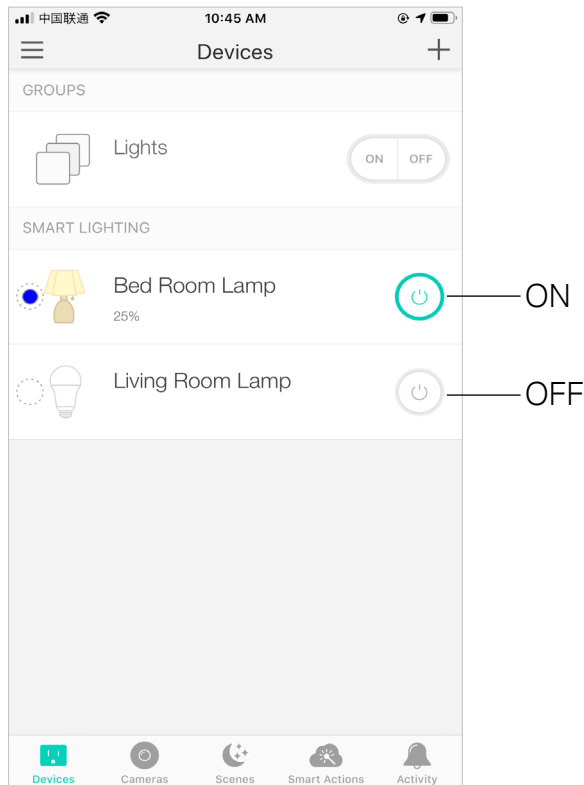 中国联通 10:45 AM
Devices
GROUPS
Lights
ON OFF
SMART LIGHTING
Bed Room Lamp
25%
ON
Living Room Lamp
OFF
Devices Cameras Scenes Smart Actions Activity